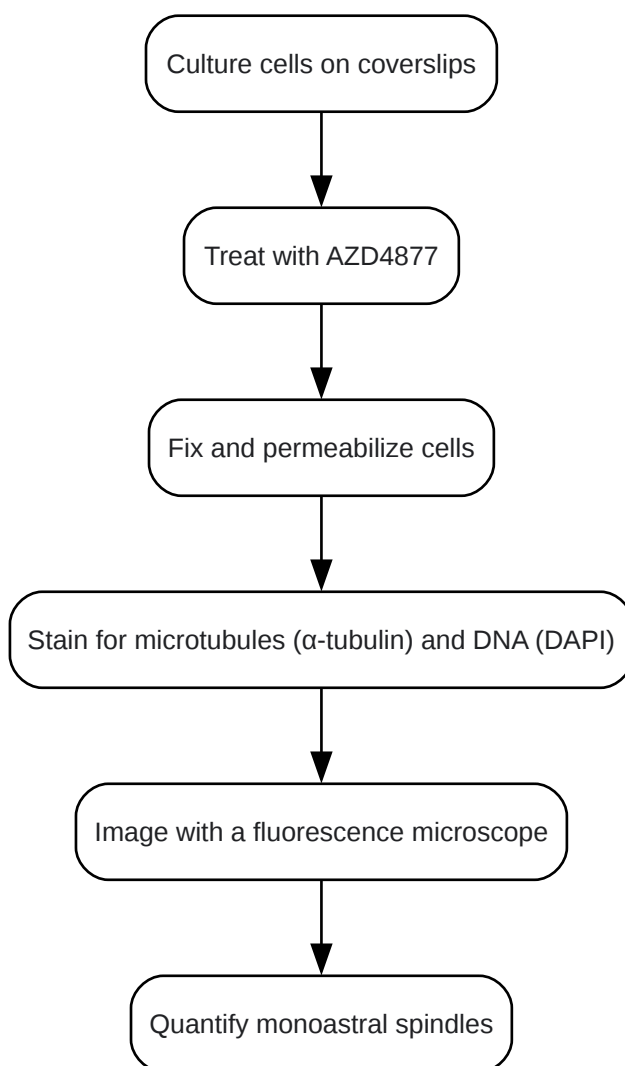 Culture cells on coverslips
Treat with AZD4877
Fix and permeabilize cells
Stain for microtubules (α-tubulin) and DNA (DAPI)
Image with a fluorescence microscope
Quantify monoastral spindles